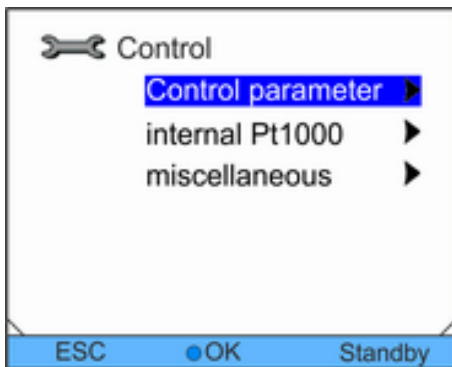 Control
Control parameter
internal Pt1000
miscellaneous
ESC OK Standby